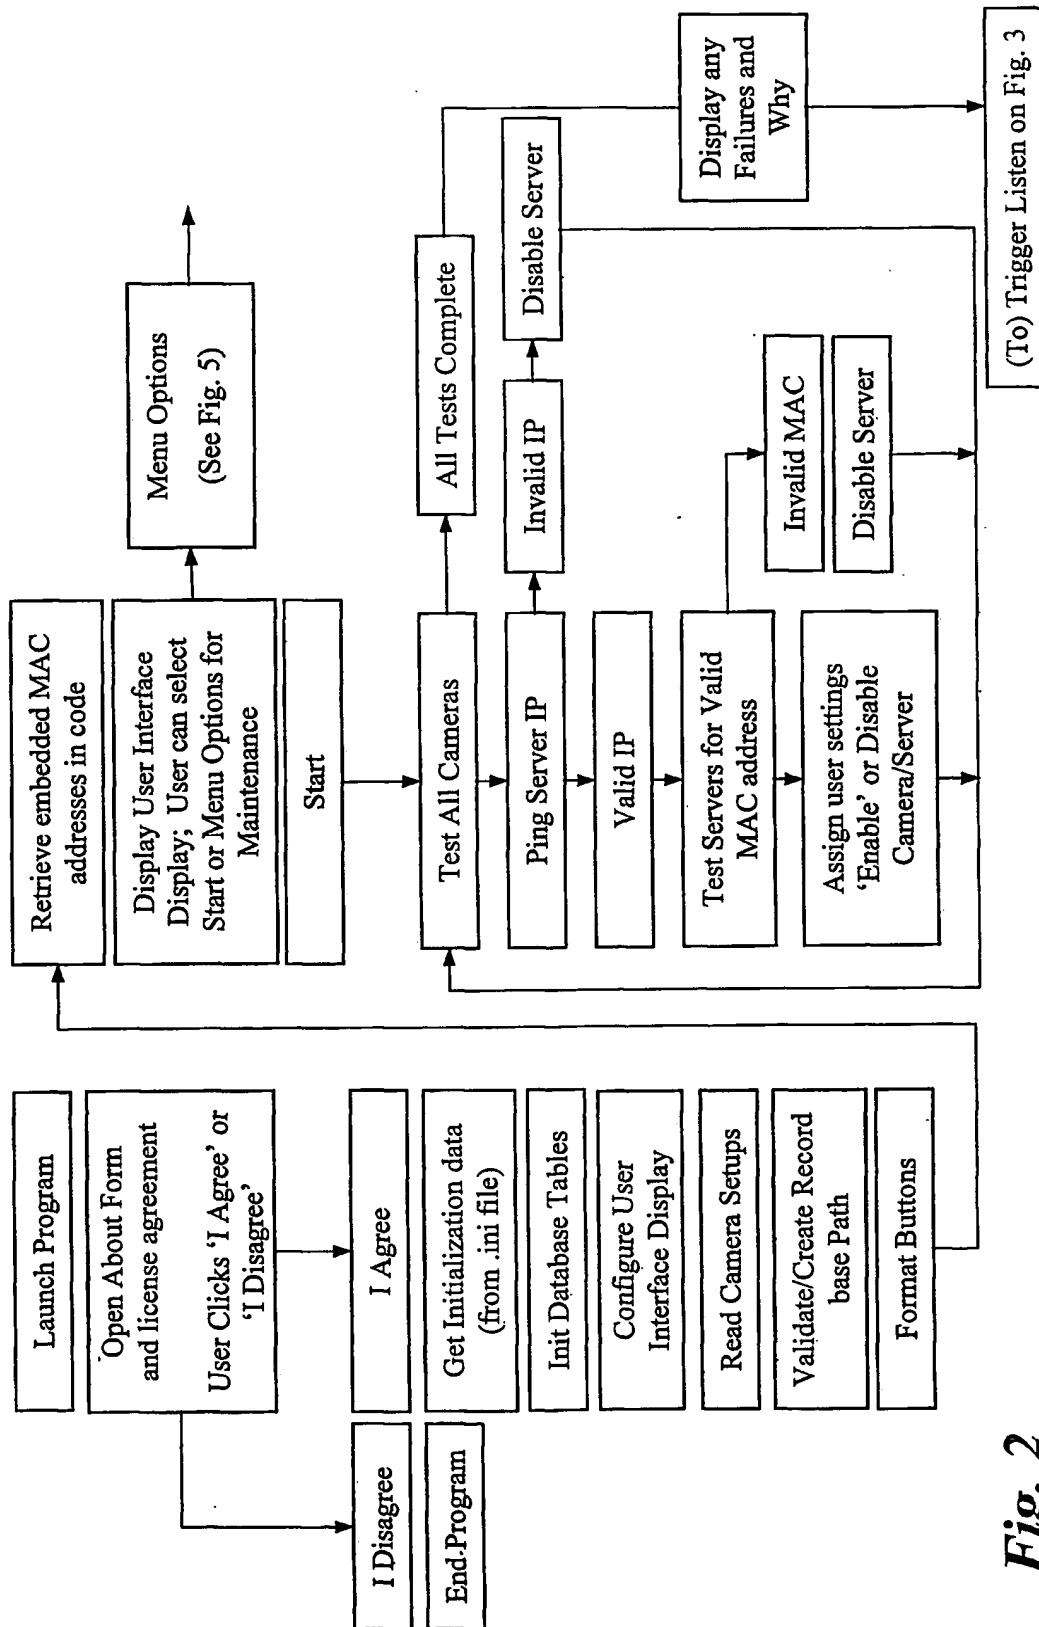 Launch Program
Open About Form
and license agreement
User Clicks ‘I Agree’ or
‘I Disagree’
I Disagree
End-Program
I Agree
Get Initialization data
(from .ini file)
Init Database Tables
Configure User
Interface Display
Read Camera Setups
Validate/Create Record
base Path
Format Buttons
Retrieve embedded MAC
addresses in code
Display User Interface
Display; User can select
Start or Menu Options for
Maintenance
Menu Options
(See Fig. 5)
Start
Test All Cameras
All Tests Complete
Ping Server IP
Invalid IP
Disable Server
Valid IP
Test Servers for Valid
MAC address
Invalid MAC
Disable Server
Assign user settings
‘Enable’ or Disable
Camera/Server
Display any
Failures and
Why
(To) Trigger Listen on Fig. 3
Fig. 2